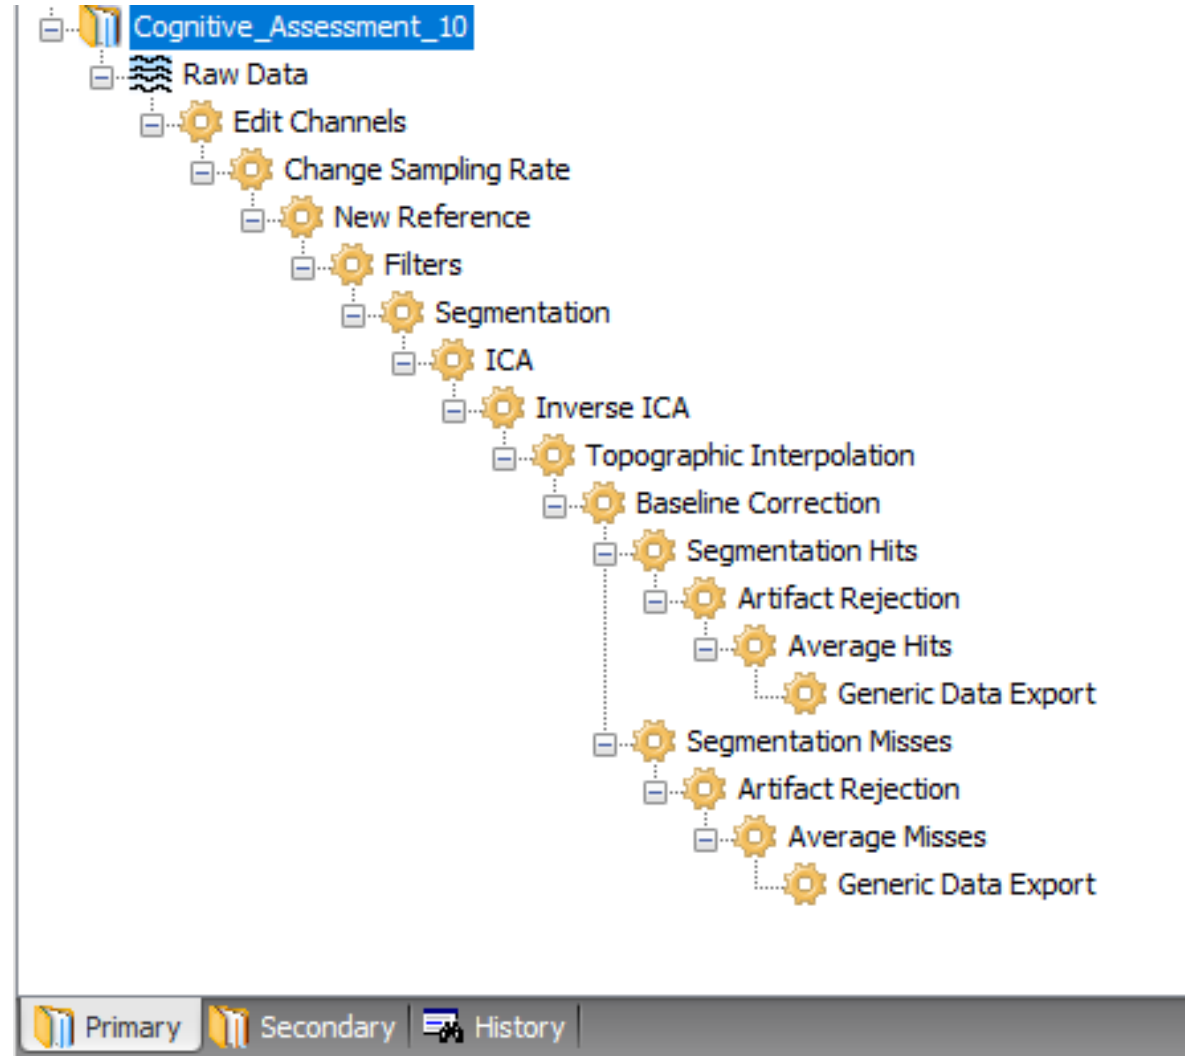 Cognitive_Assessment_10
Raw Data
Edit Channels
Change Sampling Rate
New Reference
Filters
Segmentation
ICA
Inverse ICA
Topographic Interpolation
Baseline Correction
Segmentation Hits
Artifact Rejection
Average Hits
Generic Data Export
Segmentation Misses
Artifact Rejection
Average Misses
Generic Data Export
Primary Secondary History